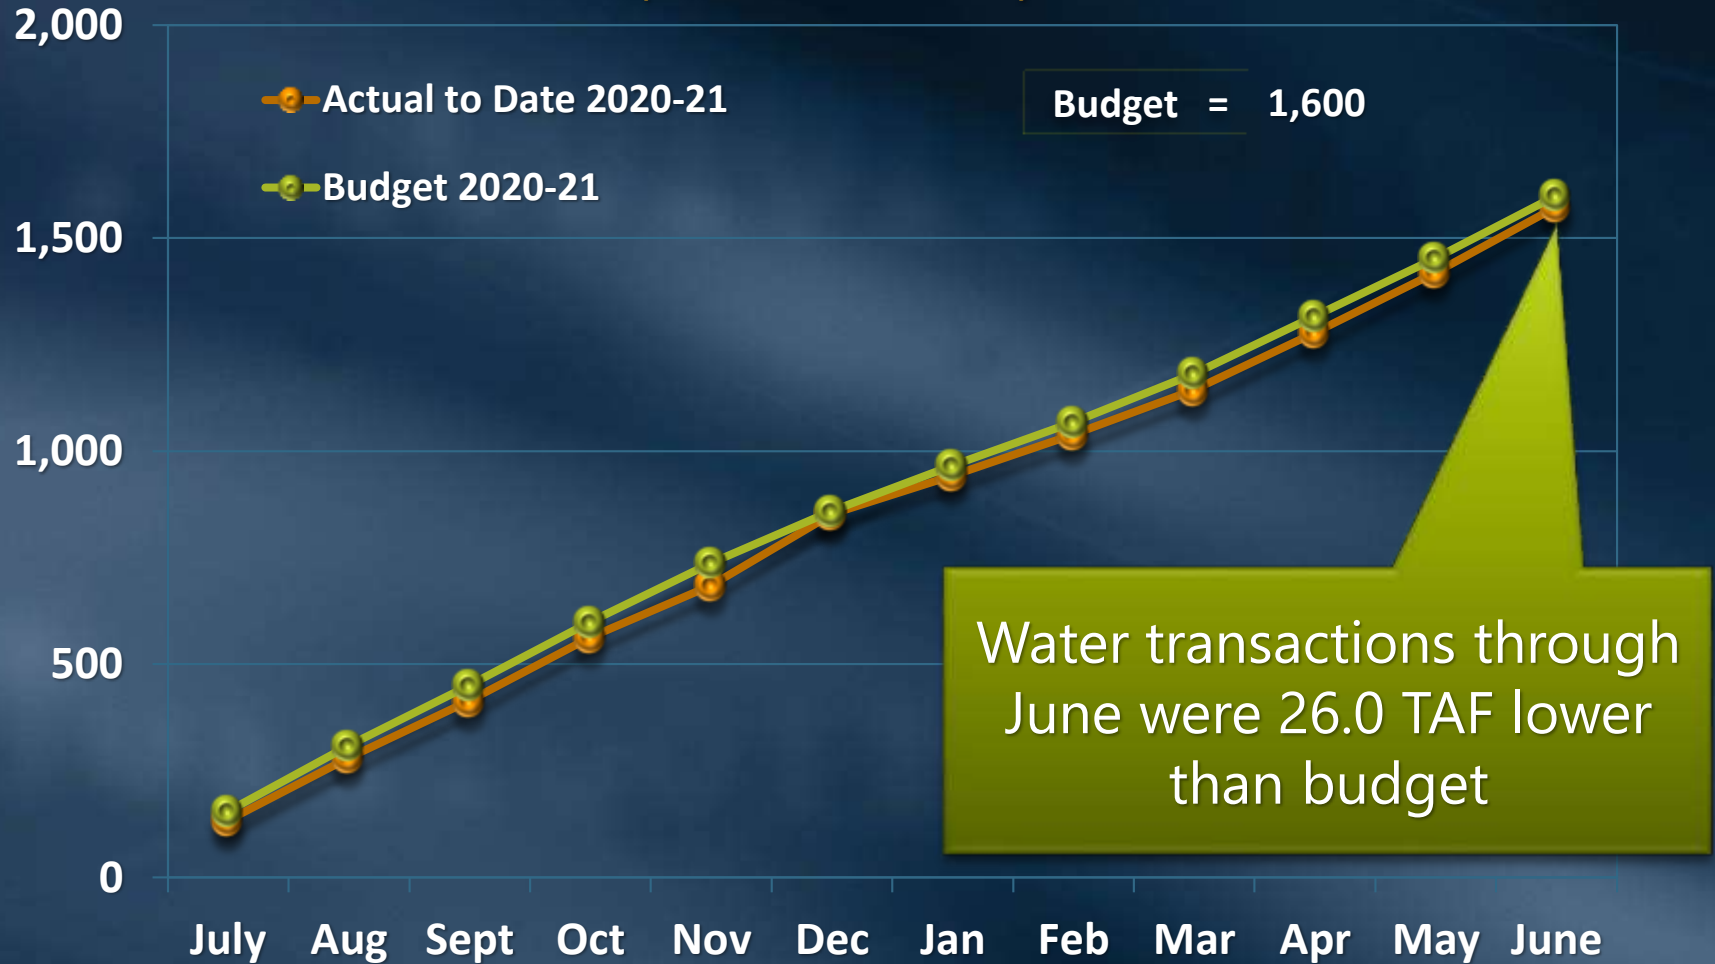 2,000
Actual to Date 2020-21
Budget = 1,600
Budget 2020-21
1,500
1,000
500
0
Water transactions through
June were 26.0 TAF lower
than budget
July Aug Sept Oct Nov Dec Jan Feb Mar Apr May June